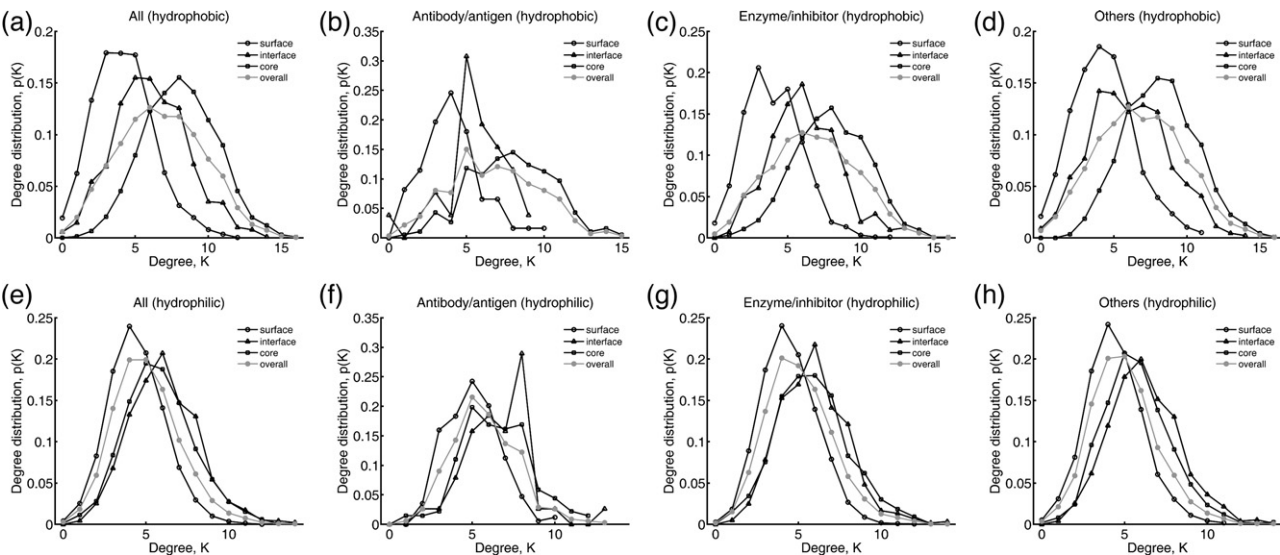 (a) All (hydrophobic)
Degree distribution, p(K)
0.2
0.15
0.1
0.05
0
0 5 10 15
Degree, K
surface
interface
core
overall
(b) Antibody/antigen (hydrophobic)
Degree distribution, p(K)
0.35
0.3
0.25
0.2
0.15
0.1
0.05
0
0 5 10 15
Degree, K
surface
interface
core
overall
(c) Enzyme/inhibitor (hydrophobic)
Degree distribution, p(K)
0.25
0.2
0.15
0.1
0.05
0
0 5 10 15
Degree, K
surface
interface
core
overall
(d) Others (hydrophobic)
Degree distribution, p(K)
0.2
0.15
0.1
0.05
0
0 5 10 15
Degree, K
surface
interface
core
overall
(e) All (hydrophilic)
Degree distribution, p(K)
0.25
0.2
0.15
0.1
0.05
0
0 5 10
Degree, K
surface
interface
core
overall
(f) Antibody/antigen (hydrophilic)
Degree distribution, p(K)
0.35
0.3
0.25
0.2
0.15
0.1
0.05
0
0 5 10
Degree, K
surface
interface
core
overall
(g) Enzyme/inhibitor (hydrophilic)
Degree distribution, p(K)
0.25
0.2
0.15
0.1
0.05
0
0 5 10
Degree, K
surface
interface
core
overall
(h) Others (hydrophilic)
Degree distribution, p(K)
0.25
0.2
0.15
0.1
0.05
0
0 5 10
Degree, K
surface
interface
core
overall